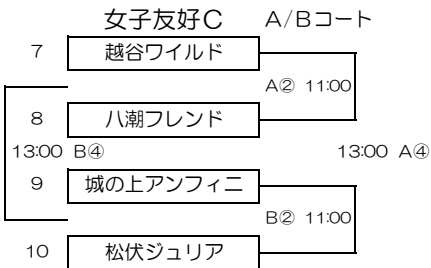 女子友好C A/Bコート
7 越谷ワイルド
A② 11:00
8 八潮フレンド
13:00 B④ 13:00 A④
9 城の上アンフィニ
B② 11:00
10 松伏ジュリア